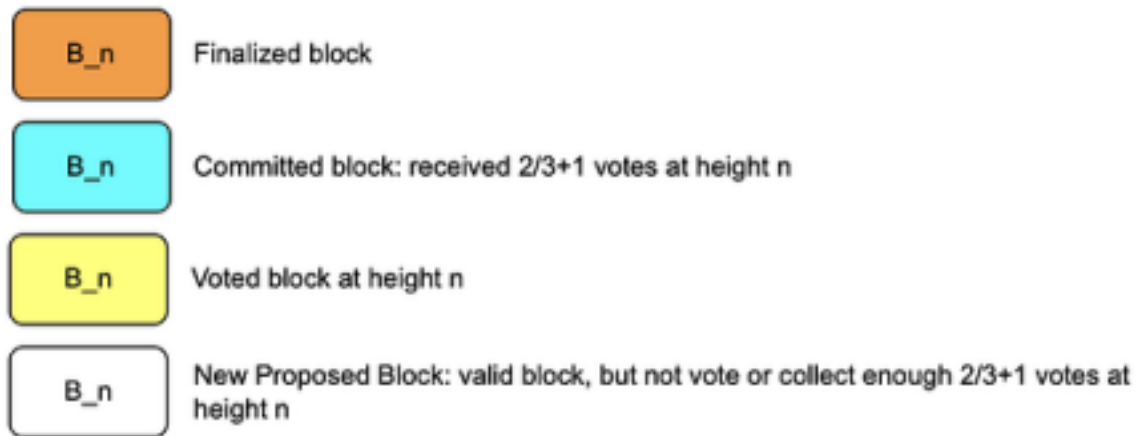 B_n Finalized block
B_n Committed block: received 2/3+1 votes at height n
B_n Voted block at height n
B_n New Proposed Block: valid block, but not vote or collect enough 2/3+1 votes at
height n